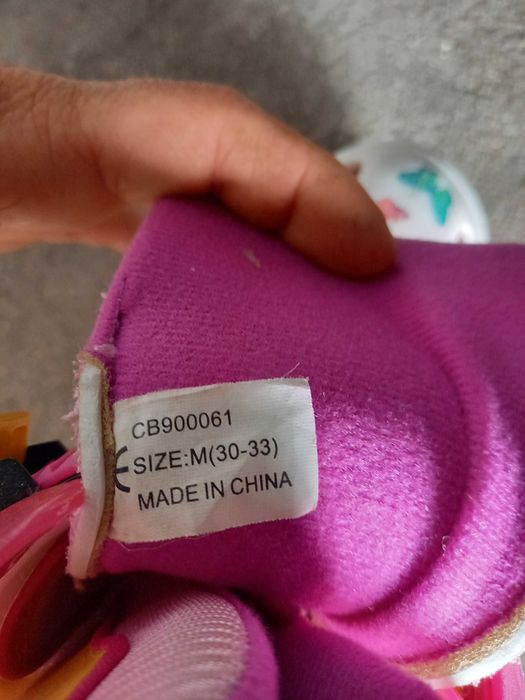 CB900061
SIZE:M(30-33)
MADE IN CHINA